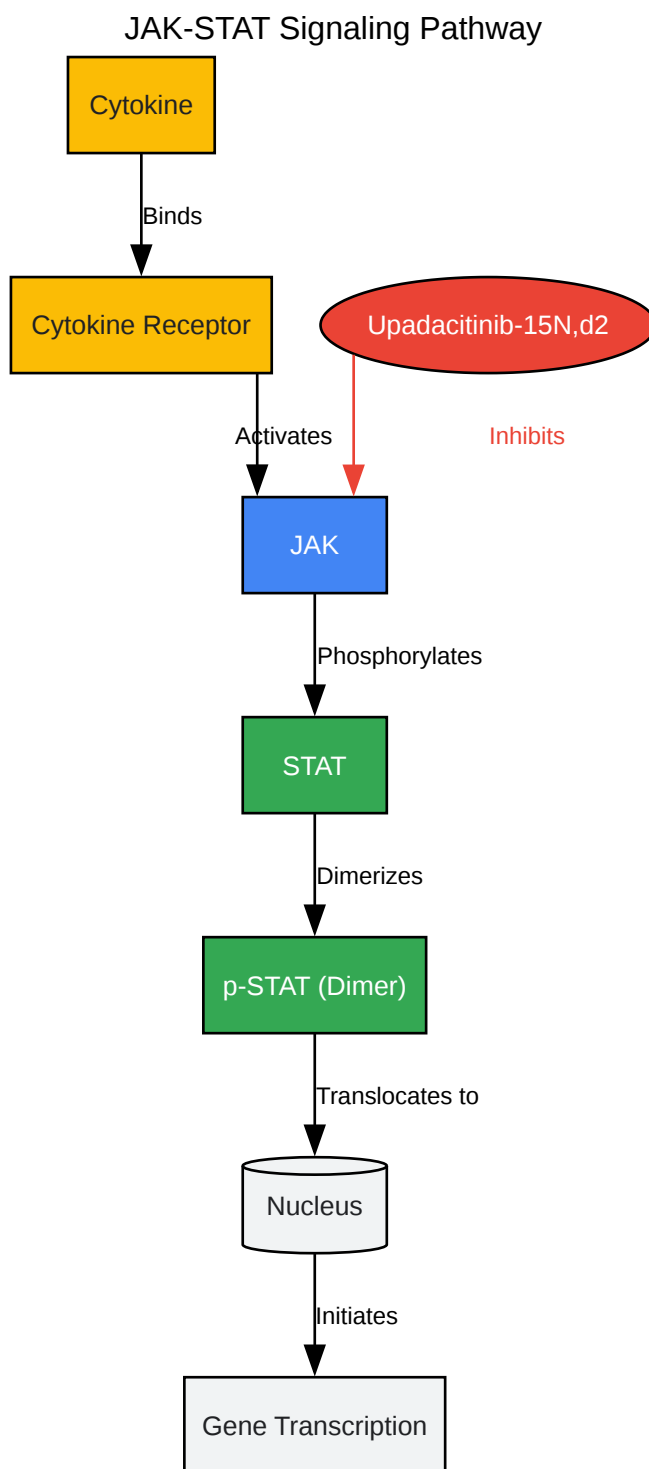 JAK-STAT Signaling Pathway
Cytokine
Binds
Cytokine Receptor
Upadacitinib-15N,d2
Activates
Inhibits
JAK
Phosphorylates
STAT
Dimerizes
p-STAT (Dimer)
Translocates to
Nucleus
Initiates
Gene Transcription